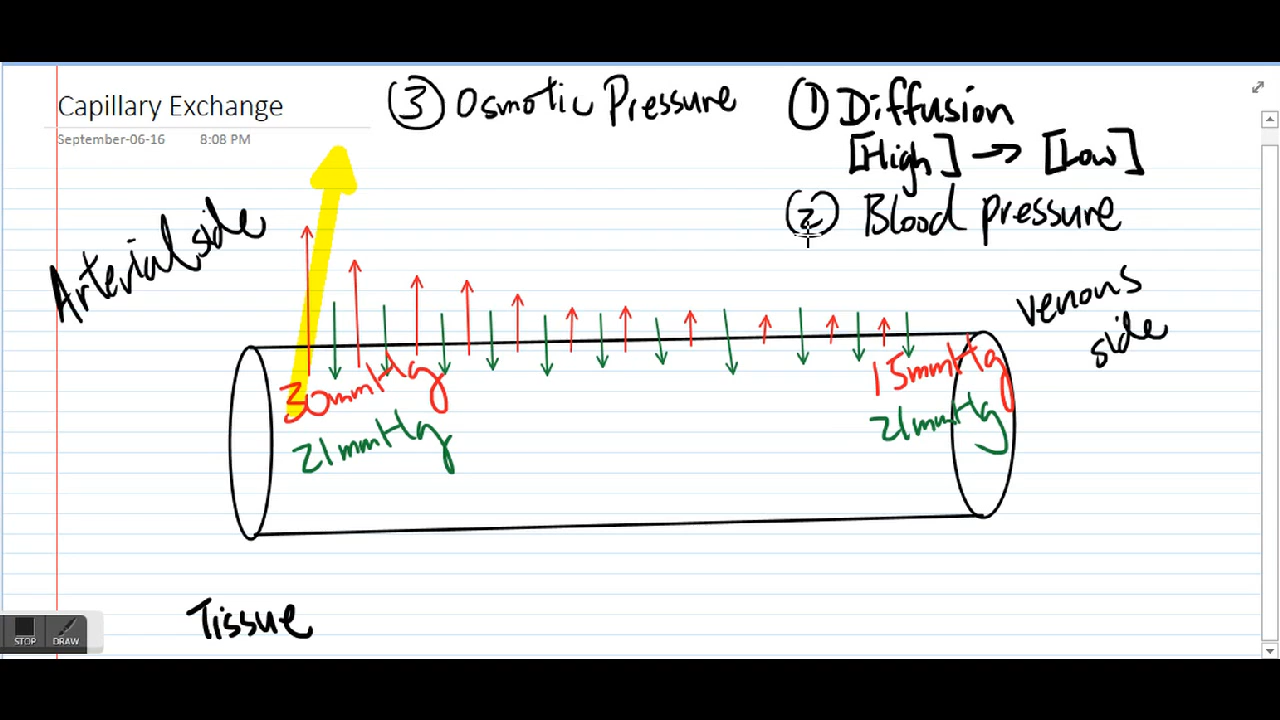 Capillary Exchange
September-06-16 8:08 PM
③ Osmotic Pressure
① Diffusion
[High] → [Low]
② Blood pressure
Arterial side
Venous
side
30mmHg
21mmHg
15mmHg
21mmHg
Tissue
STOP DRAW